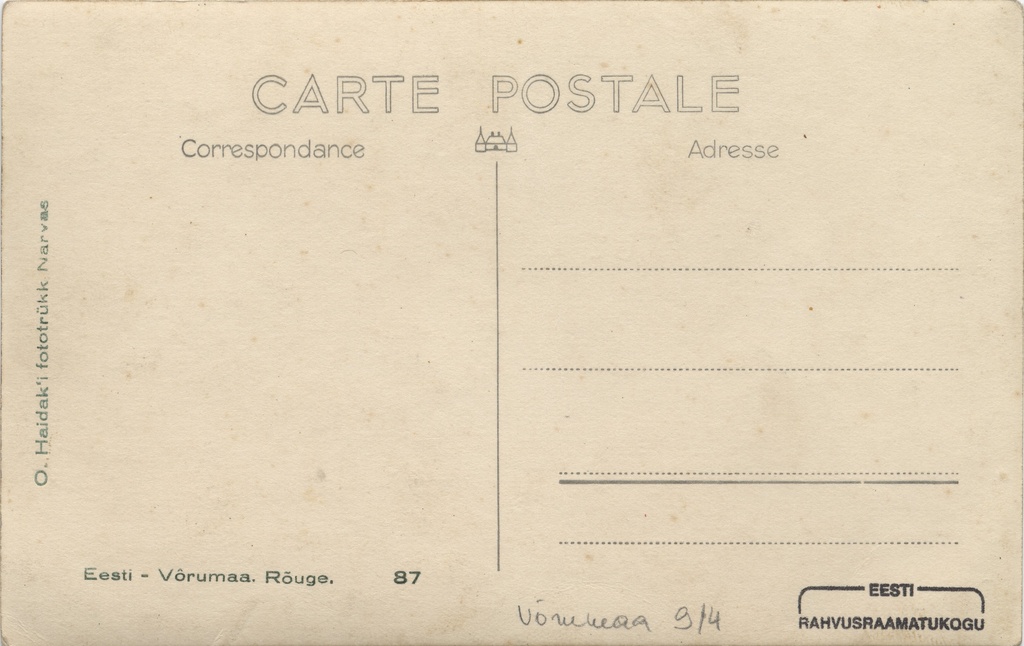 CARTE POSTALE
Correspondance
Adresse
O. Haidak'i fototrükk Narvas
Eesti - Võrumaa. Rõuge. 87
Võrumaa 9/4
EESTI
RAHVUSRAAMATUKOGU